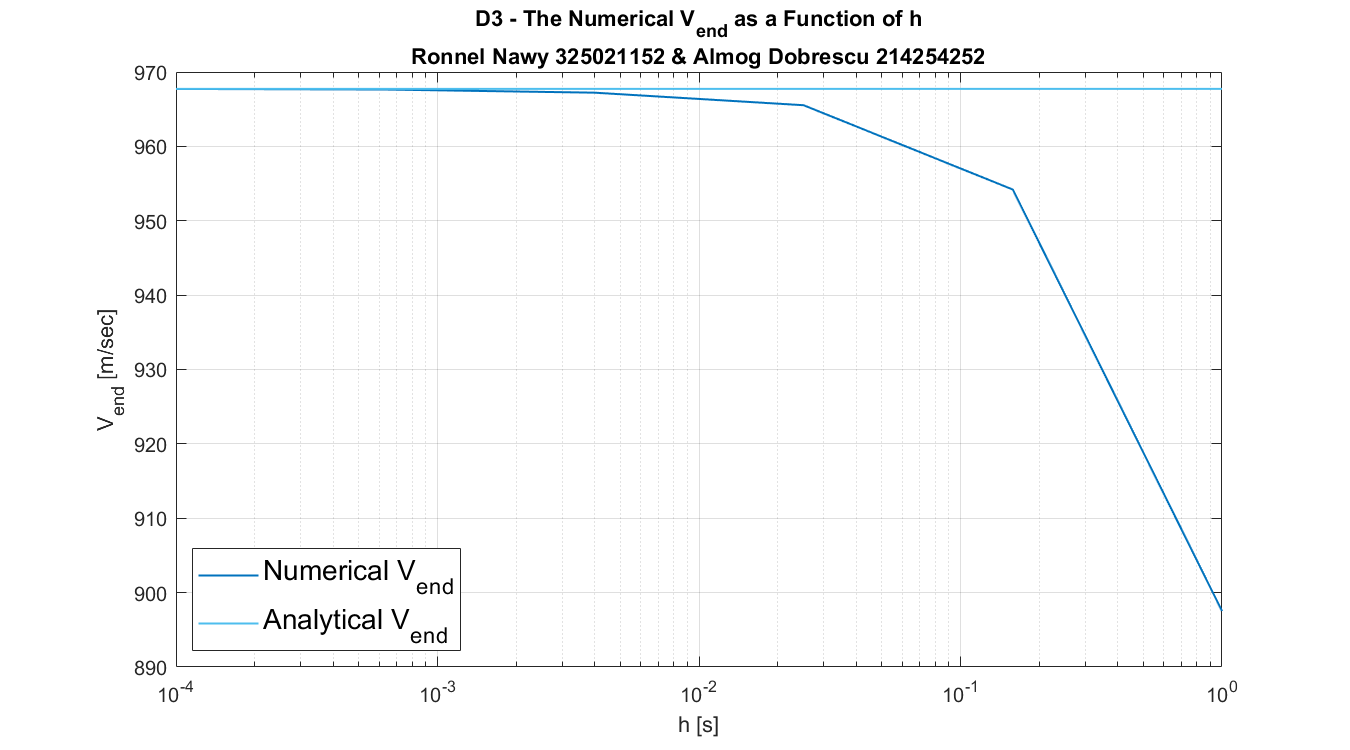 D3 - The Numerical V_end as a Function of h
Ronnel Nawy 325021152 & Almog Dobrescu 214254252
970
960
950
940
930
920
910
900
890
V_end [m/sec]
Numerical V_end
Analytical V_end
10^-4
10^-3
10^-2
10^-1
10^0
h [s]